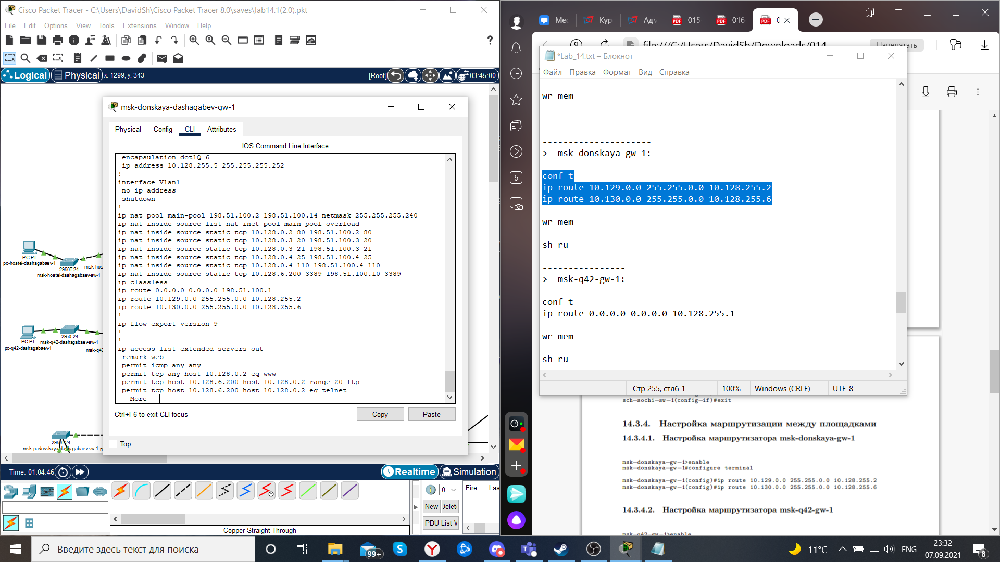 Cisco Packet Tracer - C:\Users\DavidSh\Cisco Packet Tracer 8.0\saves\lab14.1(2.0).pkt
File Edit Options View Tools Extensions Window Help
Logical Physical x: 1299, y: 343 [Root] 03:45:00
msk-donskaya-dashagabev-gw-1
Physical Config CLI Attributes
IOS Command Line Interface
encapsulation dot1Q 6
ip address 10.128.255.5 255.255.255.252
!
interface Vlan1
no ip address
shutdown
!
ip nat pool main-pool 198.51.100.2 198.51.100.14 netmask 255.255.255.240
ip nat inside source list nat-inet pool main-pool overload
ip nat inside source static tcp 10.128.0.2 80 198.51.100.2 80
ip nat inside source static tcp 10.128.0.3 20 198.51.100.3 20
ip nat inside source static tcp 10.128.0.3 21 198.51.100.3 21
ip nat inside source static tcp 10.128.0.4 25 198.51.100.4 25
ip nat inside source static tcp 10.128.0.4 110 198.51.100.4 110
ip nat inside source static tcp 10.128.6.200 3389 198.51.100.10 3389
ip classless
ip route 0.0.0.0 0.0.0.0 198.51.100.1
ip route 10.129.0.0 255.255.0.0 10.128.255.2
ip route 10.130.0.0 255.255.0.0 10.128.255.6
!
ip flow-export version 9
!
!
ip access-list extended servers-out
remark web
permit icmp any any
permit tcp any host 10.128.0.2 eq www
permit tcp host 10.128.6.200 host 10.128.0.2 range 20 ftp
permit tcp host 10.128.6.200 host 10.128.0.2 eq telnet
--More--
Ctrl+F6 to exit CLI focus
Copy Paste
Top
PC-PT
pc-hostel-dashagabaev-1
2950T-24
msk-hostel-dashagabaev-sw-1
msk-hos
PC-PT
pc-q42-dashagabaev-1
2950-24
msk-q42-dashagabaev-sw-1
msk-q42
2950T-24
msk-pavlovskaya-dashagabaev-sw-1
Time: 01:04:46
Realtime Simulation
0
Fire Las
New Delete
PDU List W
Copper Straight-Through
Мес
Кур
Адм
015
016
0
file:///C:/Users/DavidSh/Downloads/014-
Напечатать
6
*Lab_14.txt – Блокнот
Файл Правка Формат Вид Справка
wr mem
---------------------
> msk-donskaya-gw-1:
---------------------
conf t
ip route 10.129.0.0 255.255.0.0 10.128.255.2
ip route 10.130.0.0 255.255.0.0 10.128.255.6
wr mem
sh ru
----------------
> msk-q42-gw-1:
----------------
conf t
ip route 0.0.0.0 0.0.0.0 10.128.255.1
wr mem
sh ru
Стр 255, стлб 1 100% Windows (CRLF) UTF-8
sch-sochi-sw-1(config-if)#exit
14.3.4. Настройка маршрутизации между площадками
14.3.4.1. Настройка маршрутизатора msk-donskaya-gw-1
msk-donskaya-gw-1>enable
msk-donskaya-gw-1#configure terminal
msk-donskaya-gw-1(config)#ip route 10.129.0.0 255.255.0.0 10.128.255.2
msk-donskaya-gw-1(config)#ip route 10.130.0.0 255.255.0.0 10.128.255.6
14.3.4.2. Настройка маршрутизатора msk-q42-gw-1
msk-q42-gw-1>enable
Введите здесь текст для поиска
99+
11°C
ENG
23:32
07.09.2021
8